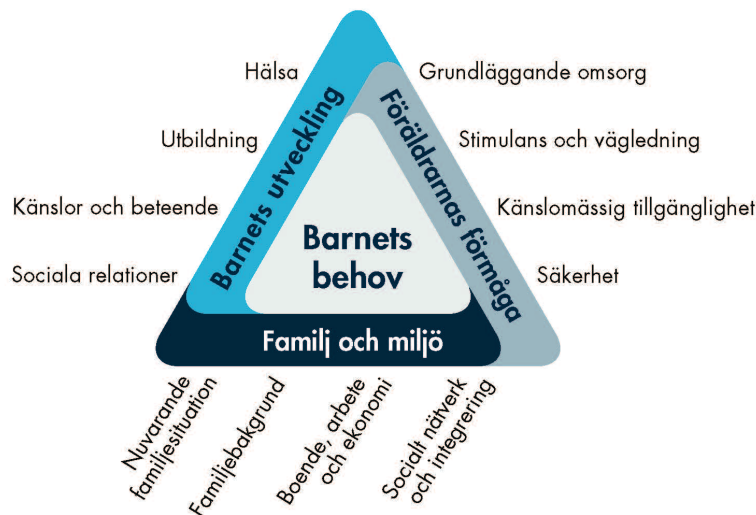 Hälsa
Utbildning
Känslor och beteende
Sociala relationer
Barnets utveckling
Grundläggande omsorg
Stimulans och vägledning
Känslomässig tillgänglighet
Säkerhet
Föräldrarnas förmåga
Barnets
behov
Familj och miljö
Nuvarande
familjesituation
Familjebakgrund
Boende, arbete
och ekonomi
Socialt nätverk
och integrering